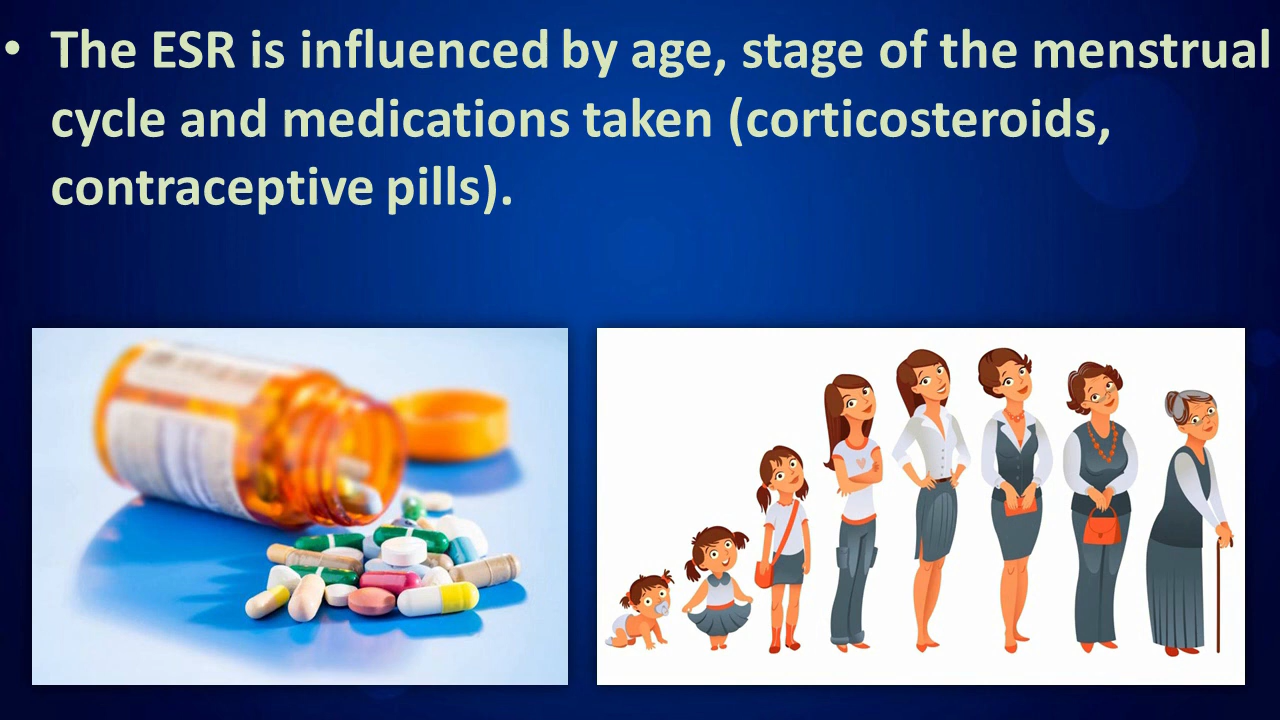 • The ESR is influenced by age, stage of the menstrual
cycle and medications taken (corticosteroids,
contraceptive pills).